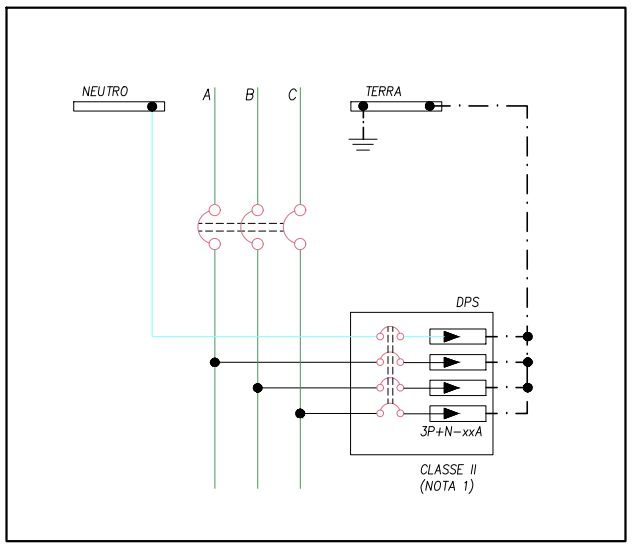 NEUTRO
A B C
TERRA
DPS
3P+N-xxA
CLASSE II
(NOTA 1)